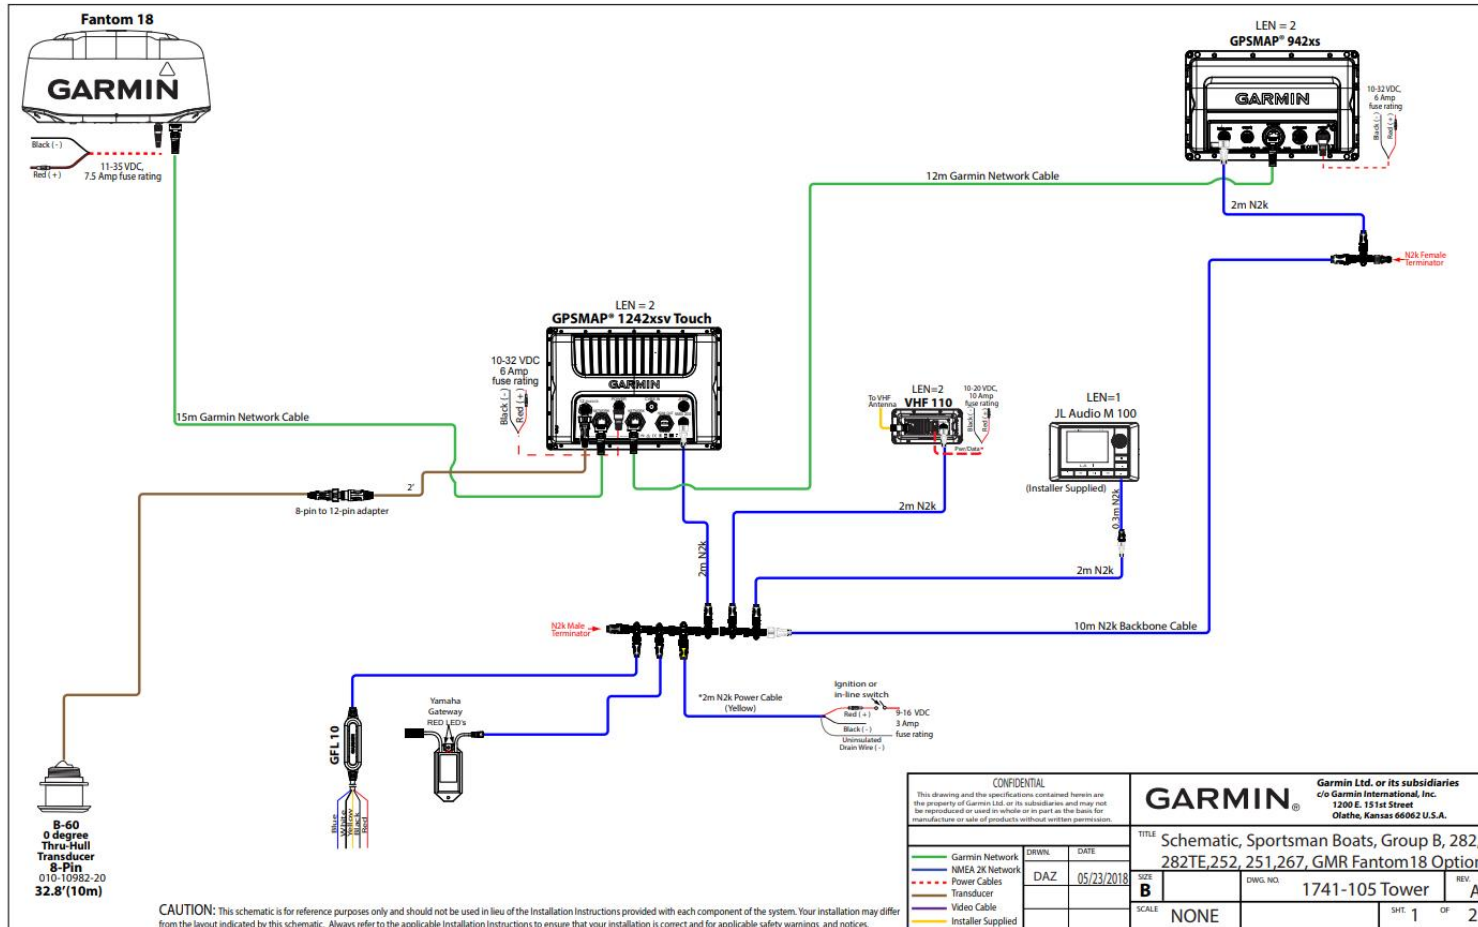 Fantom 18
GARMIN
Black ( - )
Red ( + )
11-35 VDC,
7.5 Amp fuse rating
LEN = 2
GPSMAP® 942xs
GARMIN
10-32 VDC,
6 Amp
fuse rating
Black ( - )
Red ( + )
12m Garmin Network Cable
2m N2k
N2k Female
Terminator
LEN = 2
GPSMAP® 1242xsv Touch
10-32 VDC
6 Amp
fuse rating
Black ( - )
Red ( + )
GARMIN
15m Garmin Network Cable
2'
8-pin to 12-pin adapter
To VHF
Antenna
LEN=2
VHF 110
10-20 VDC,
10 Amp
fuse rating
Black ( - )
Red ( + )
Pwr/Data*
LEN=1
JL Audio M 100
(Installer Supplied)
0.3m N2k
2m N2k
2m N2k
2m N2k
N2k Male
Terminator
10m N2k Backbone Cable
*2m N2k Power Cable
(Yellow)
Ignition or
in-line switch
Red ( + )
Black ( - )
Uninsulated
Drain Wire ( - )
9-16 VDC
3 Amp
fuse rating
Yamaha
Gateway
RED LED's
GFL 10
GARMIN
Blue
White
Yellow
Black
Red
B-60
0 degree
Thru-Hull
Transducer
8-Pin
010-10982-20
32.8'(10m)
CONFIDENTIAL
This drawing and the specifications contained herein are
the property of Garmin Ltd. or its subsidiaries and may not
be reproduced or used in whole or in part as the basis for
manufacture or sale of products without written permission.
GARMIN®
Garmin Ltd. or its subsidiaries
c/o Garmin International, Inc.
1200 E. 151st Street
Olathe, Kansas 66062 U.S.A.
TITLE Schematic, Sportsman Boats, Group B, 282,
282TE,252, 251,267, GMR Fantom18 Option
Garmin Network
NMEA 2K Network
Power Cables
Transducer
Video Cable
Installer Supplied
DRWN. DATE
DAZ 05/23/2018
SIZE B
DWG. NO. 1741-105 Tower
REV. A
SCALE NONE
SHT. 1 OF 2
CAUTION: This schematic is for reference purposes only and should not be used in lieu of the Installation Instructions provided with each component of the system. Your installation may differ
from the layout indicated by this schematic. Always refer to the applicable Installation Instructions to ensure that your installation is correct and for applicable safety warnings and notices.